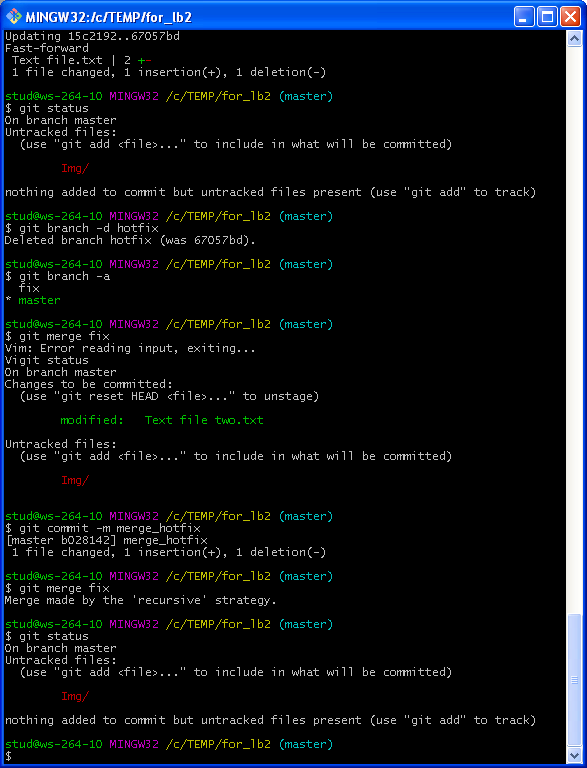 MINGW32:/c/TEMP/for_lb2
Updating 15c2192..67057bd
Fast-forward
 Text file.txt | 2 +-
 1 file changed, 1 insertion(+), 1 deletion(-)
stud@ws-264-10 MINGW32 /c/TEMP/for_lb2 (master)
$ git status
On branch master
Untracked files:
  (use "git add <file>..." to include in what will be committed)
        Img/
nothing added to commit but untracked files present (use "git add" to track)
stud@ws-264-10 MINGW32 /c/TEMP/for_lb2 (master)
$ git branch -d hotfix
Deleted branch hotfix (was 67057bd).
stud@ws-264-10 MINGW32 /c/TEMP/for_lb2 (master)
$ git branch -a
  fix
* master
stud@ws-264-10 MINGW32 /c/TEMP/for_lb2 (master)
$ git merge fix
Vim: Error reading input, exiting...
Vigit status
On branch master
Changes to be committed:
  (use "git reset HEAD <file>..." to unstage)
        modified:   Text file two.txt
Untracked files:
  (use "git add <file>..." to include in what will be committed)
        Img/
stud@ws-264-10 MINGW32 /c/TEMP/for_lb2 (master)
$ git commit -m merge_hotfix
[master b028142] merge_hotfix
 1 file changed, 1 insertion(+), 1 deletion(-)
stud@ws-264-10 MINGW32 /c/TEMP/for_lb2 (master)
$ git merge fix
Merge made by the 'recursive' strategy.
stud@ws-264-10 MINGW32 /c/TEMP/for_lb2 (master)
$ git status
On branch master
Untracked files:
  (use "git add <file>..." to include in what will be committed)
        Img/
nothing added to commit but untracked files present (use "git add" to track)
stud@ws-264-10 MINGW32 /c/TEMP/for_lb2 (master)
$